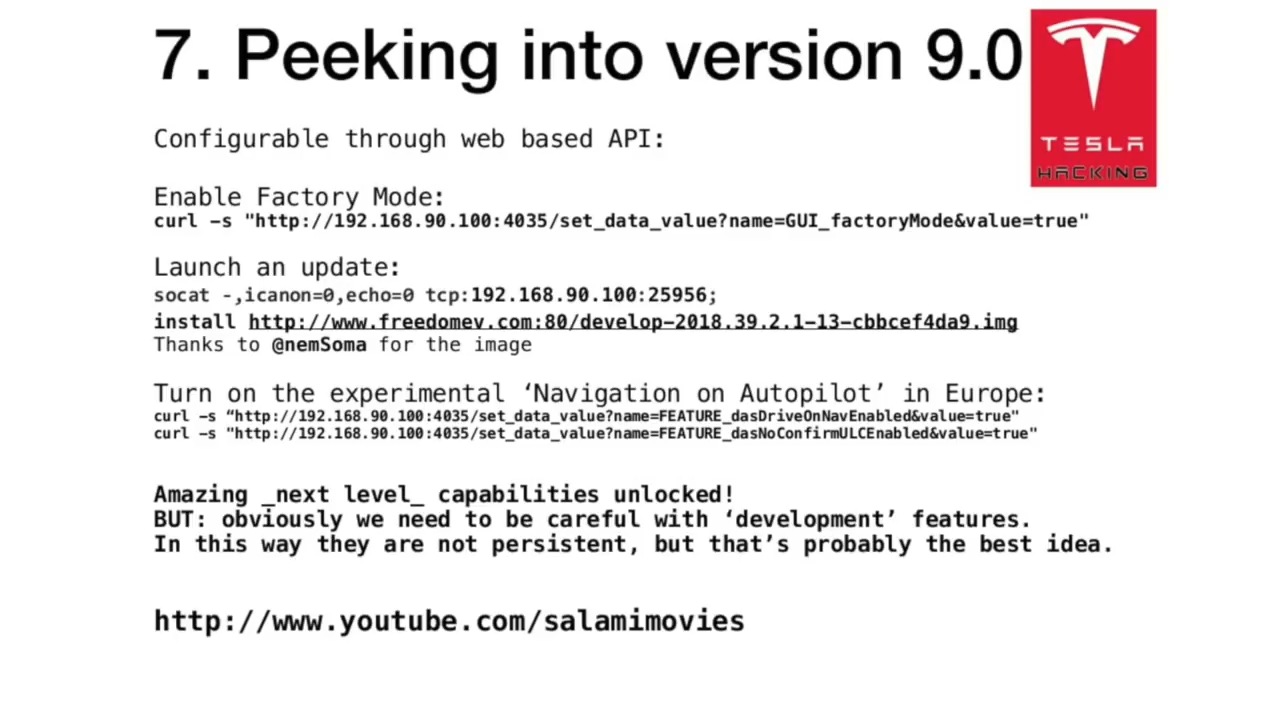 7. Peeking into version 9.0
TESLA
HACKING
Configurable through web based API:
Enable Factory Mode:
curl -s "http://192.168.90.100:4035/set_data_value?name=GUI_factoryMode&value=true"
Launch an update:
socat -,icanon=0,echo=0 tcp:192.168.90.100:25956;
install http://www.freedomev.com:80/develop-2018.39.2.1-13-cbbcef4da9.img
Thanks to @nemSoma for the image
Turn on the experimental ‘Navigation on Autopilot’ in Europe:
curl -s “http://192.168.90.100:4035/set_data_value?name=FEATURE_dasDriveOnNavEnabled&value=true"
curl -s "http://192.168.90.100:4035/set_data_value?name=FEATURE_dasNoConfirmULCEnabled&value=true"
Amazing _next level_ capabilities unlocked!
BUT: obviously we need to be careful with ‘development’ features.
In this way they are not persistent, but that’s probably the best idea.
http://www.youtube.com/salamimovies